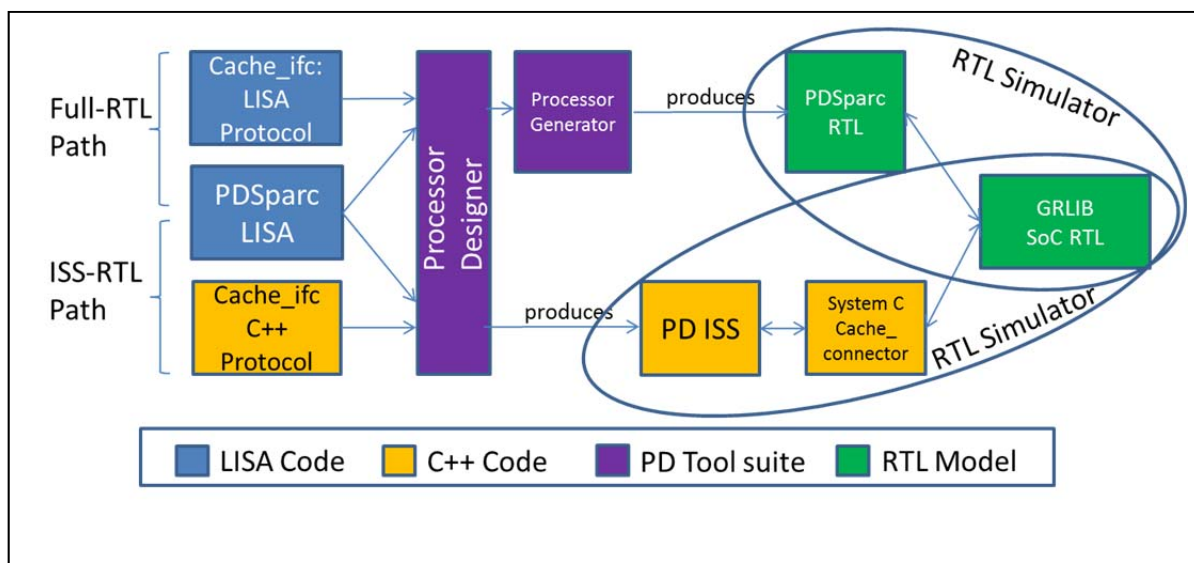 Full-RTL
Path
ISS-RTL
Path
Cache_ifc:
LISA
Protocol
PDSparc
LISA
Cache_ifc
C++
Protocol
Processor
Designer
Processor
Generator
produces
produces
PDSparc
RTL
PD ISS
System C
Cache_
connector
GRLIB
SoC RTL
RTL Simulator
RTL Simulator
LISA Code
C++ Code
PD Tool suite
RTL Model